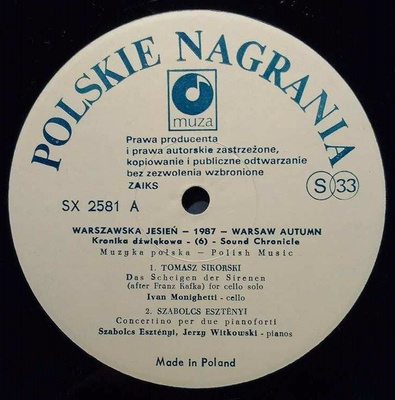 POLSKIE NAGRANIA
muza
Prawa producenta
i prawa autorskie zastrzeżone,
kopiowanie i publiczne odtwarzanie
bez zezwolenia wzbronione
ZAIKS
S 33
SX 2581 A
WARSZAWSKA JESIEŃ – 1987 – WARSAW AUTUMN
Kronika dźwiękowa - (6) - Sound Chronicle
Muzyka polska – Polish Music
1. TOMASZ SIKORSKI
Das Scheigen der Sirenen
(after Franz Kafka) for cello solo
Ivan Monighetti - cello
2. SZABOLCS ESZTÉNYI
Concertino per due pianoforti
Szabolcs Esztényi, Jerzy Witkowski - pianos
Made in Poland